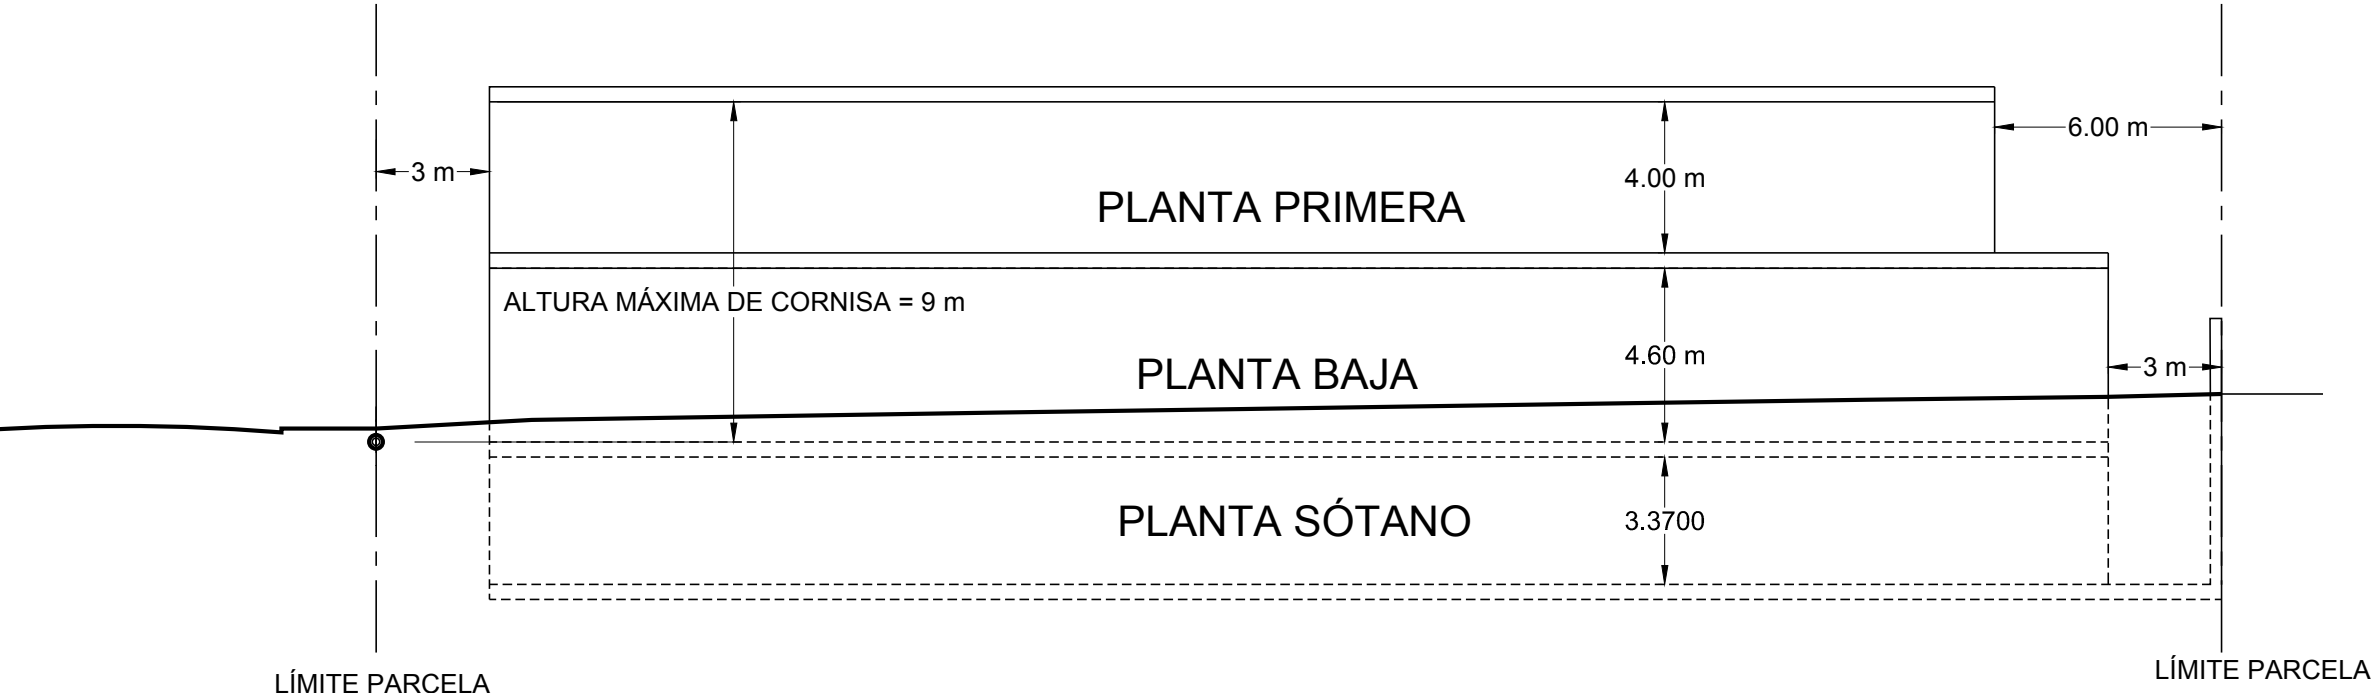 6.00 m
3 m
4.00 m
PLANTA PRIMERA
ALTURA MÁXIMA DE CORNISA = 9 m
4.60 m
3 m
PLANTA BAJA
PLANTA SÓTANO
3.3700
LÍMITE PARCELA
LÍMITE PARCELA